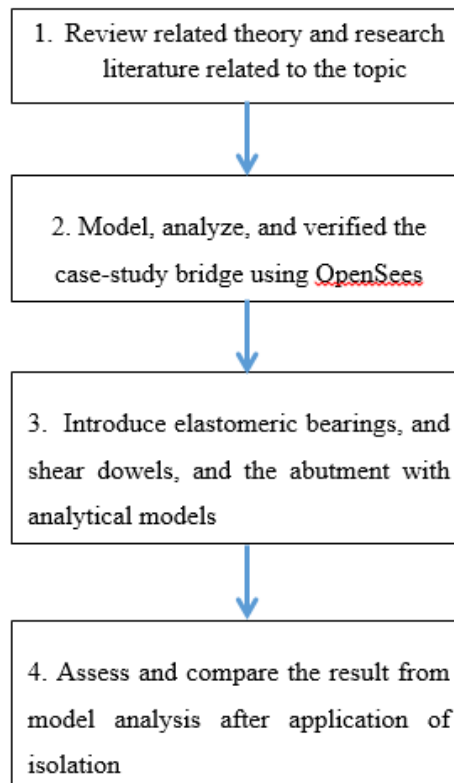 1. Review related theory and research
literature related to the topic
2. Model, analyze, and verified the
case-study bridge using OpenSees
3. Introduce elastomeric bearings, and
shear dowels, and the abutment with
analytical models
4. Assess and compare the result from
model analysis after application of
isolation